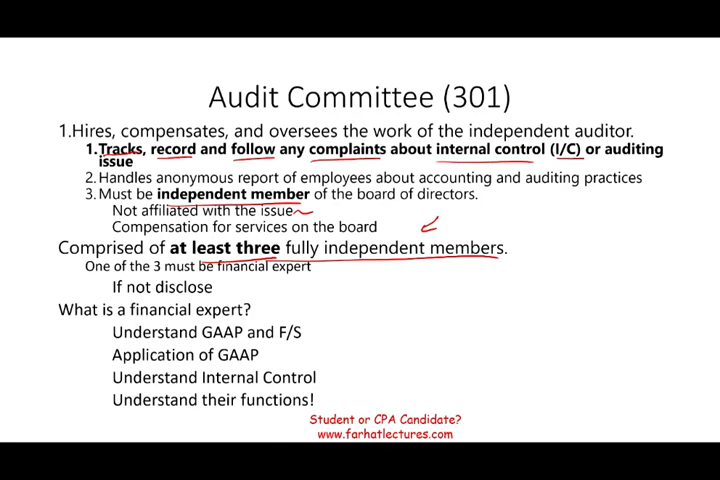 Audit Committee (301)
1.Hires, compensates, and oversees the work of the independent auditor.
1.Tracks, record and follow any complaints about internal control (I/C) or auditing
issue
2.Handles anonymous report of employees about accounting and auditing practices
3.Must be independent member of the board of directors.
Not affiliated with the issue
Compensation for services on the board
Comprised of at least three fully independent members.
One of the 3 must be financial expert
If not disclose
What is a financial expert?
Understand GAAP and F/S
Application of GAAP
Understand Internal Control
Understand their functions!
Student or CPA Candidate?
www.farhatlectures.com